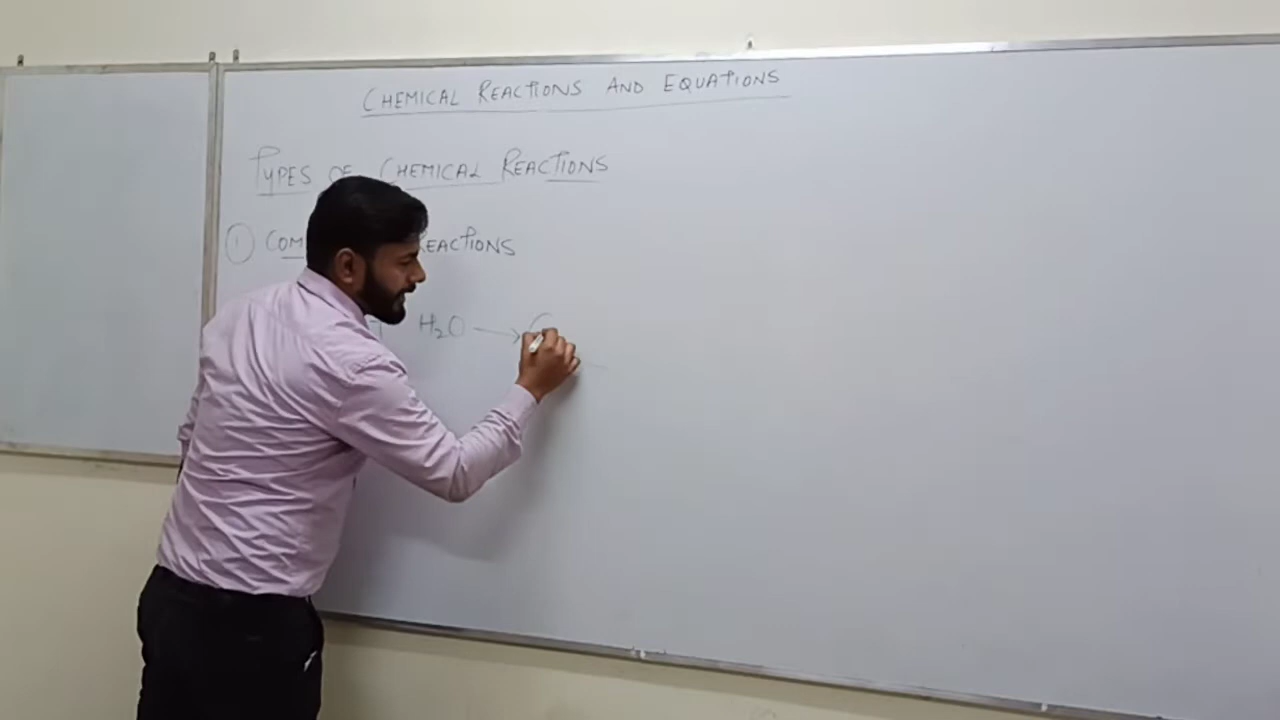 CHEMICAL REACTIONS AND EQUATIONS
TYPES OF CHEMICAL REACTIONS
① REACTIONS
H₂O → C